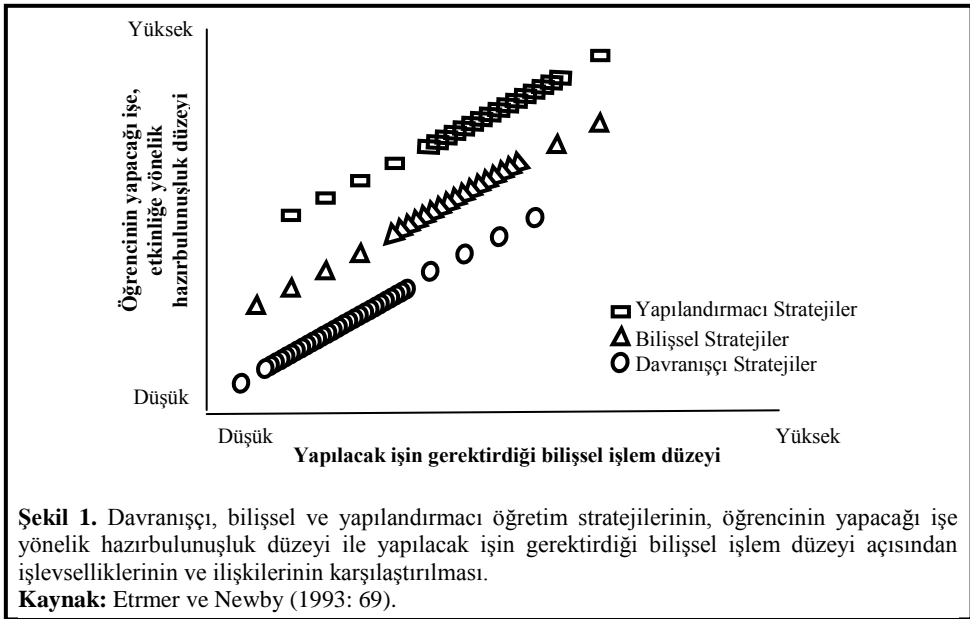 Yüksek
Öğrencinin yapacağı işe,
etkinliğe yönelik
hazırbulunuşluk düzeyi
Yapılandırmacı Stratejiler
Bilişsel Stratejiler
Davranışçı Stratejiler
Düşük
Düşük
Yüksek
Yapılacak işin gerektirdiği bilişsel işlem düzeyi
Şekil 1. Davranışçı, bilişsel ve yapılandırmacı öğretim stratejilerinin, öğrencinin yapacağı işe
yönelik hazırbulunuşluk düzeyi ile yapılacak işin gerektirdiği bilişsel işlem düzeyi açısından
işlevselliklerinin ve ilişkilerinin karşılaştırılması.
Kaynak: Etrmer ve Newby (1993: 69).